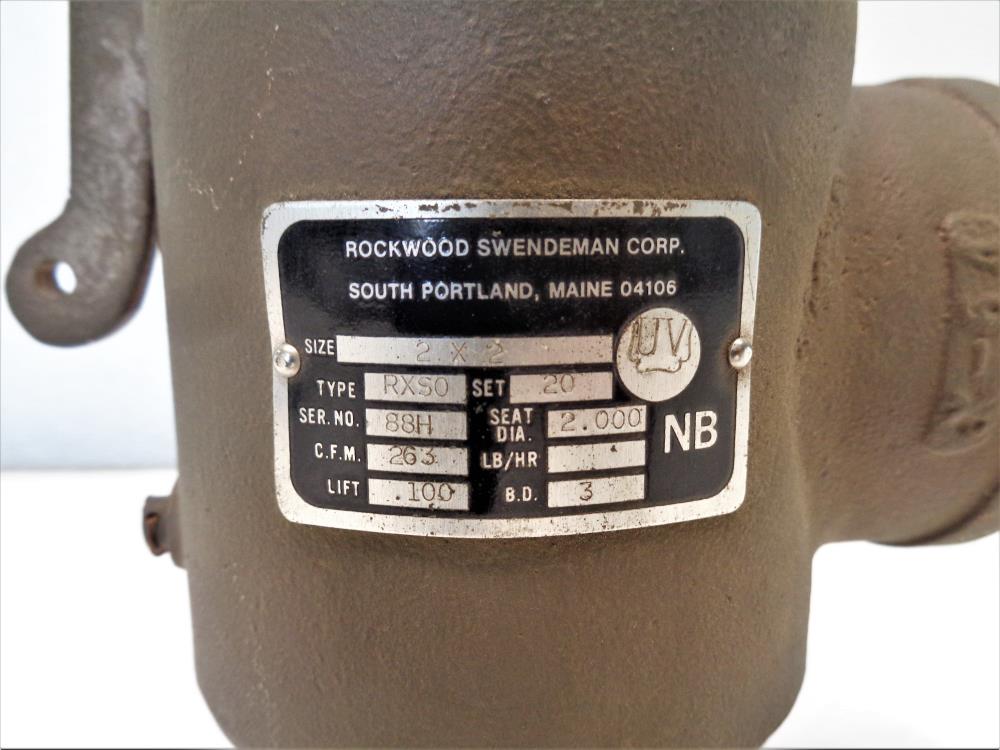 ROCKWOOD SWENDEMAN CORP.
SOUTH PORTLAND, MAINE 04106
SIZE 2 X 2
UV
TYPE RXSO SET 20
SER. NO. 88H SEAT DIA. 2.000
NB
C.F.M. 263 LB/HR
LIFT .100 B.D. 3